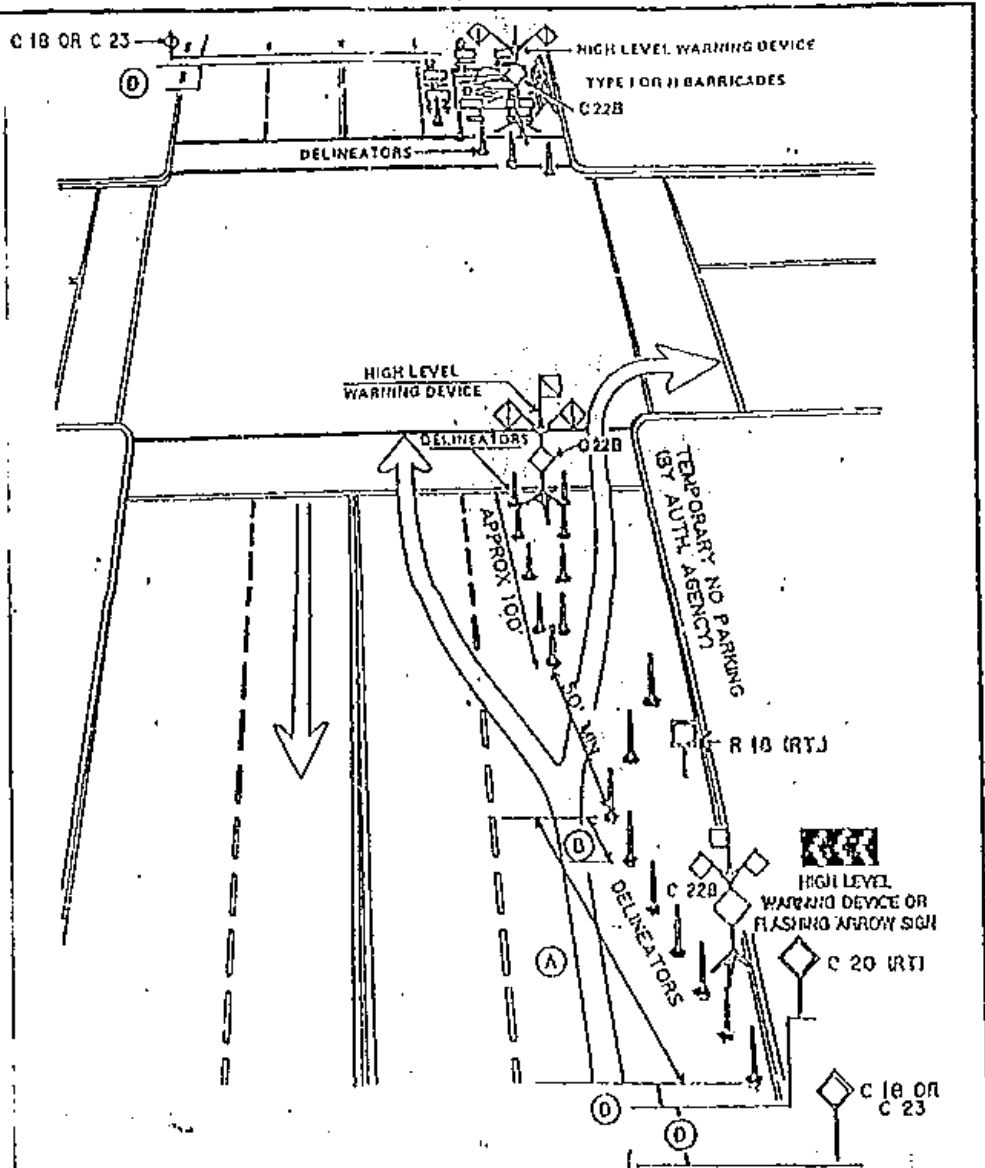 C 18 OR C 23
D
HIGH LEVEL WARNING DEVICE
TYPE I OR II BARRICADES
C 22B
DELINEATORS
HIGH LEVEL
WARNING DEVICE
DELINEATORS
C 22B
TEMPORARY NO PARKING
(BY AUTH. AGENCY)
APPROX 100'
50' MIN
R 18 (RT.)
B
C 22B
HIGH LEVEL
WARNING DEVICE OR
FLASHING ARROW SIGN
DELINEATORS
A
C 20 (RT)
D
D
C 18 OR
C 23